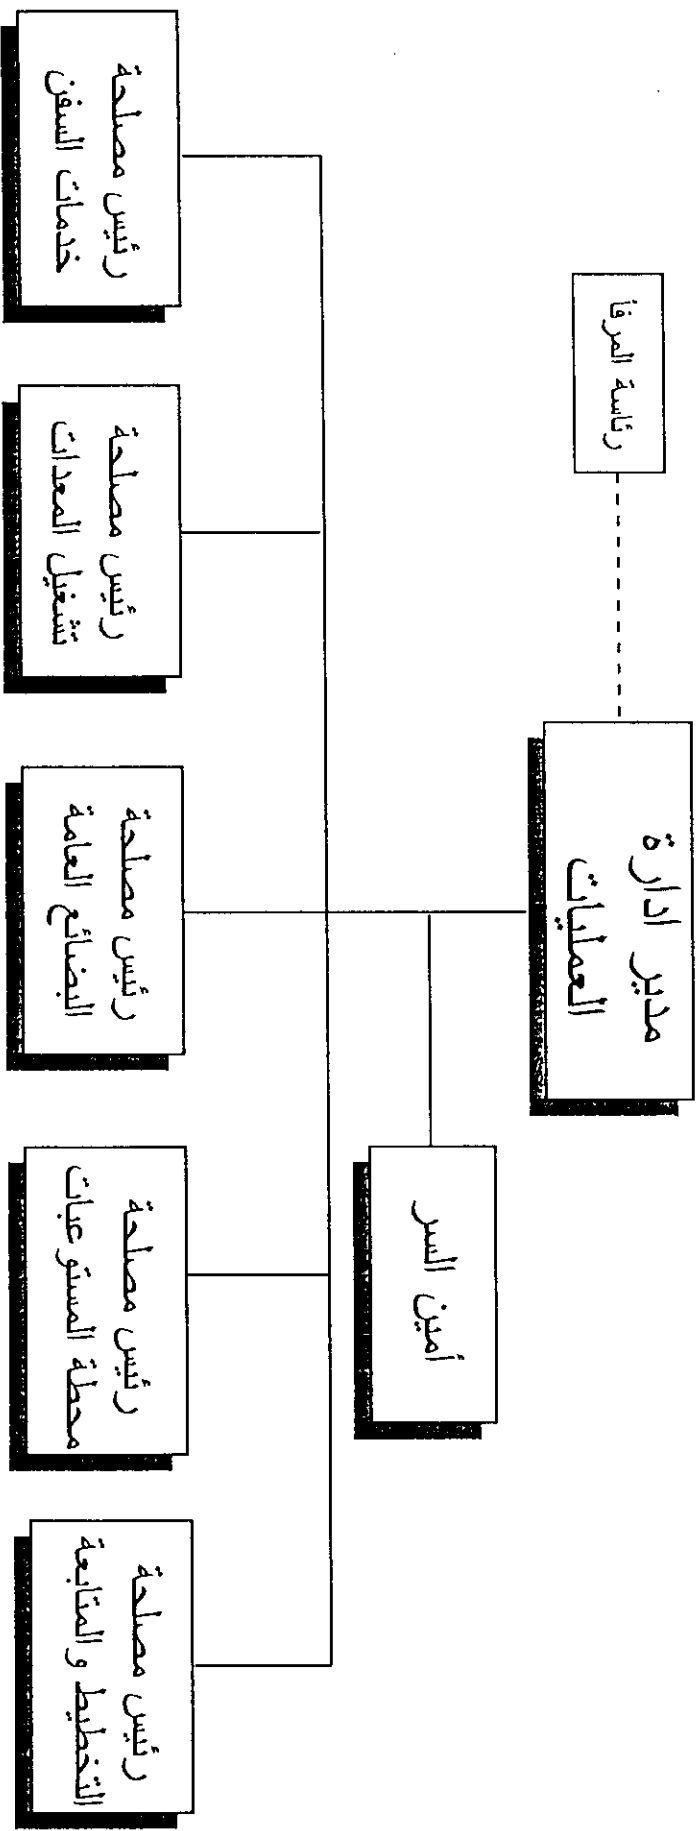 مدير ادارة
العمليات
رئاسة المرفأ
أمين السر
رئيس مصلحة
التخطيط والمتابعة
رئيس مصلحة
محطة المستوعبات
رئيس مصلحة
البضائع العامة
رئيس مصلحة
تشغيل المعدات
رئيس مصلحة
خدمات السفن